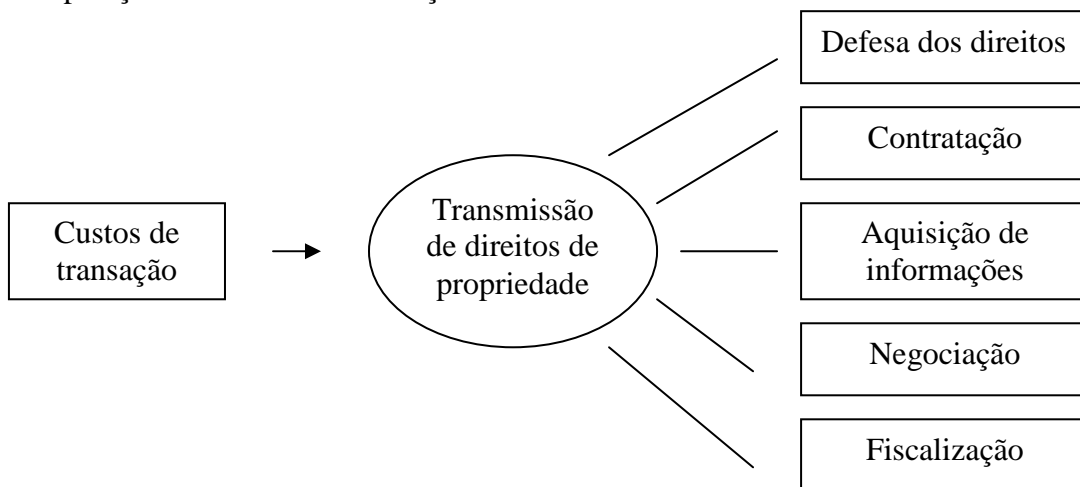 Defesa dos direitos
Contratação
Custos de
transação
Transmissão
de direitos de
propriedade
Aquisição de
informações
Negociação
Fiscalização